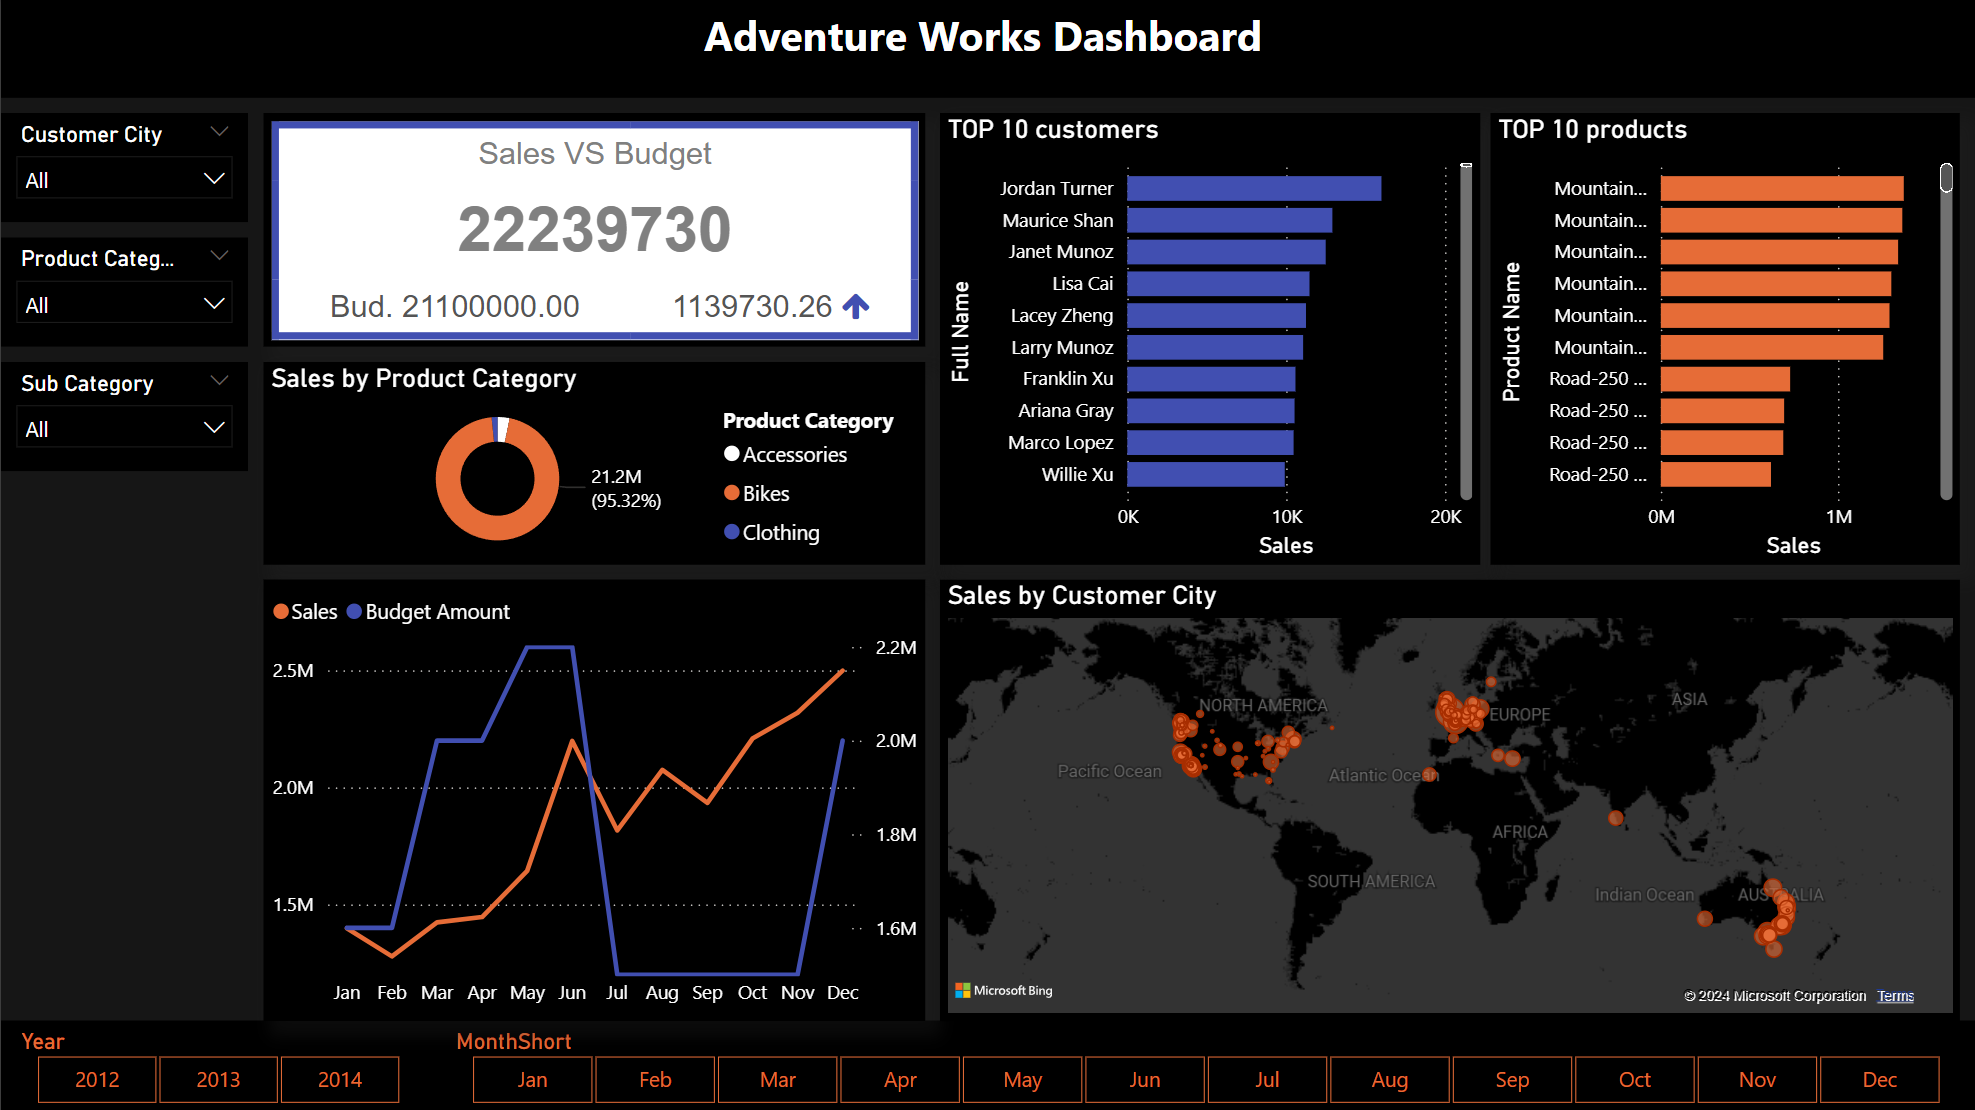 Adventure Works Dashboard
Customer City
All
Product Categ...
All
Sub Category
All
Sales VS Budget
22239730
Bud. 21100000.00
1139730.26
Sales by Product Category
21.2M
(95.32%)
Product Category
Accessories
Bikes
Clothing
TOP 10 customers
Full Name
Jordan Turner
Maurice Shan
Janet Munoz
Lisa Cai
Lacey Zheng
Larry Munoz
Franklin Xu
Ariana Gray
Marco Lopez
Willie Xu
0K 10K 20K
Sales
TOP 10 products
Product Name
Mountain...
Mountain...
Mountain...
Mountain...
Mountain...
Mountain...
Road-250 ...
Road-250 ...
Road-250 ...
Road-250 ...
0M 1M
Sales
Sales Budget Amount
2.5M
2.0M
1.5M
2.2M
2.0M
1.8M
1.6M
Jan Feb Mar Apr May Jun Jul Aug Sep Oct Nov Dec
Sales by Customer City
NORTH AMERICA
EUROPE
ASIA
Pacific Ocean
Atlantic Ocean
AFRICA
SOUTH AMERICA
Indian Ocean
AUSTRALIA
Microsoft Bing
© 2024 Microsoft Corporation Terms
Year
2012 2013 2014
MonthShort
Jan Feb Mar Apr May Jun Jul Aug Sep Oct Nov Dec